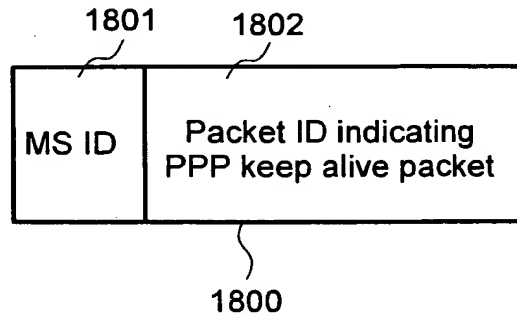 1801
1802
MS ID
Packet ID indicating
PPP keep alive packet
1800